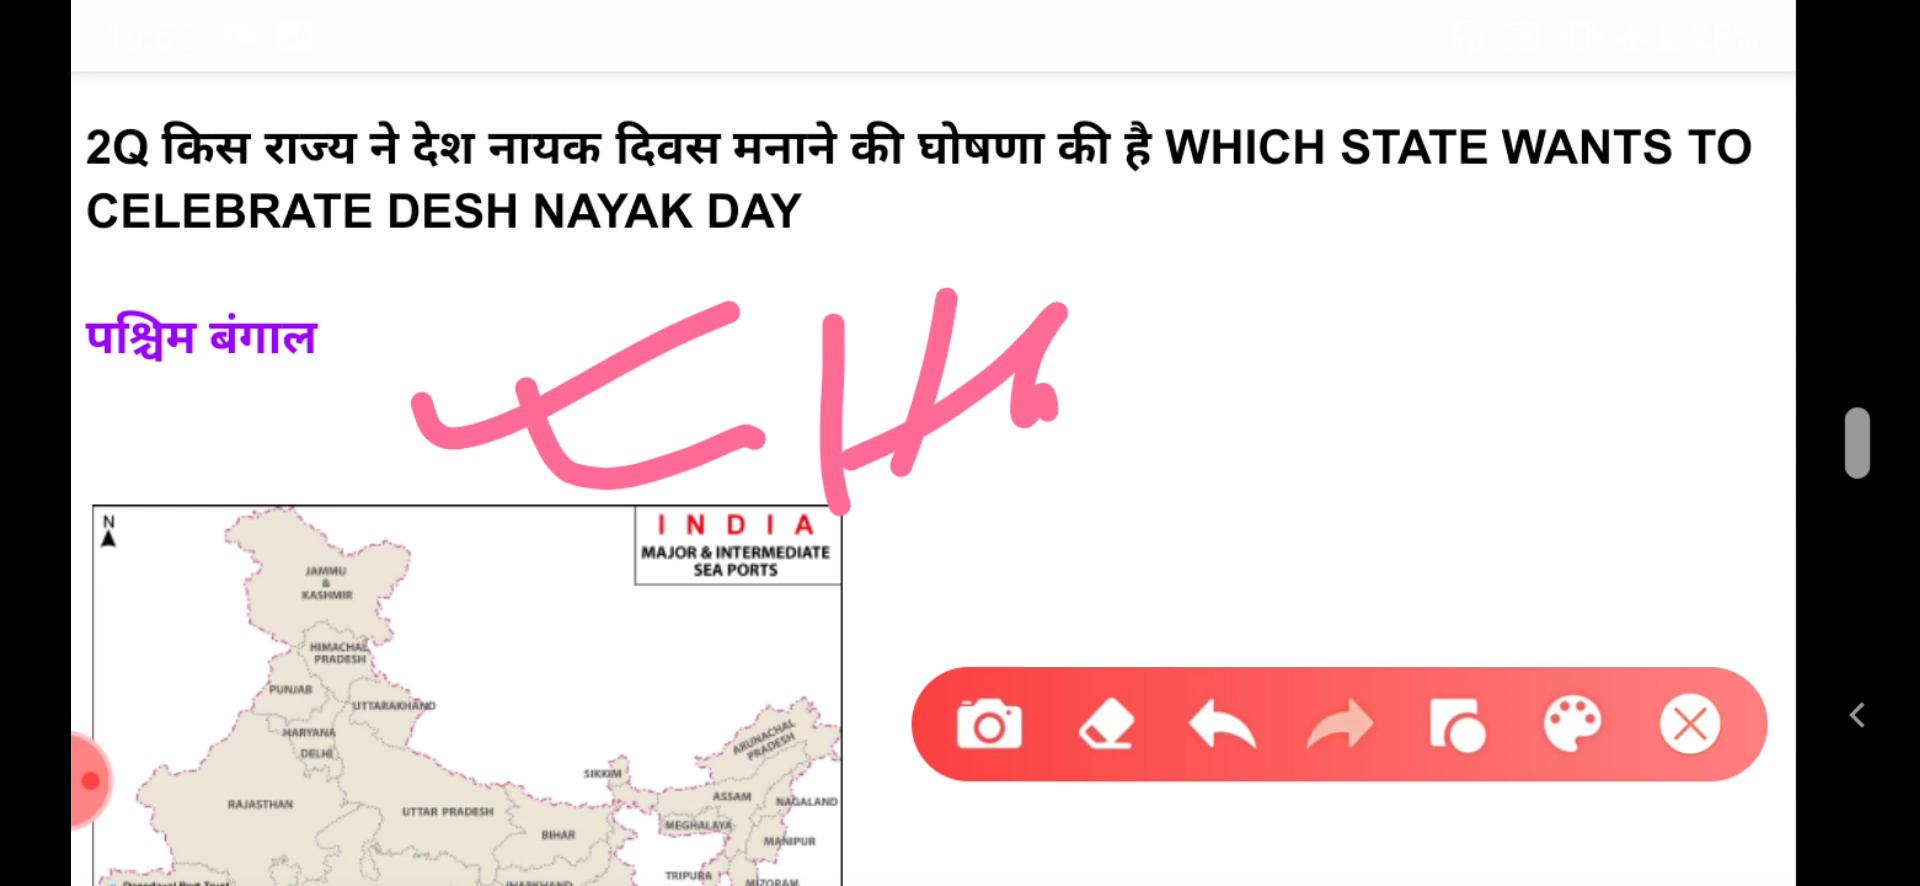 2Q किस राज्य ने देश नायक दिवस मनाने की घोषणा की है WHICH STATE WANTS TO
CELEBRATE DESH NAYAK DAY
पश्चिम बंगाल
N
I N D I A
MAJOR & INTERMEDIATE
SEA PORTS
JAMMU
&
KASHMIR
HIMACHAL
PRADESH
PUNJAB
UTTARAKHAND
HARYANA
DELHI
ARUNACHAL
PRADESH
SIKKIM
RAJASTHAN
UTTAR PRADESH
ASSAM
NAGALAND
BIHAR
MEGHALAYA
MANIPUR
TRIPURA
JHARKHAND
MIZORAM